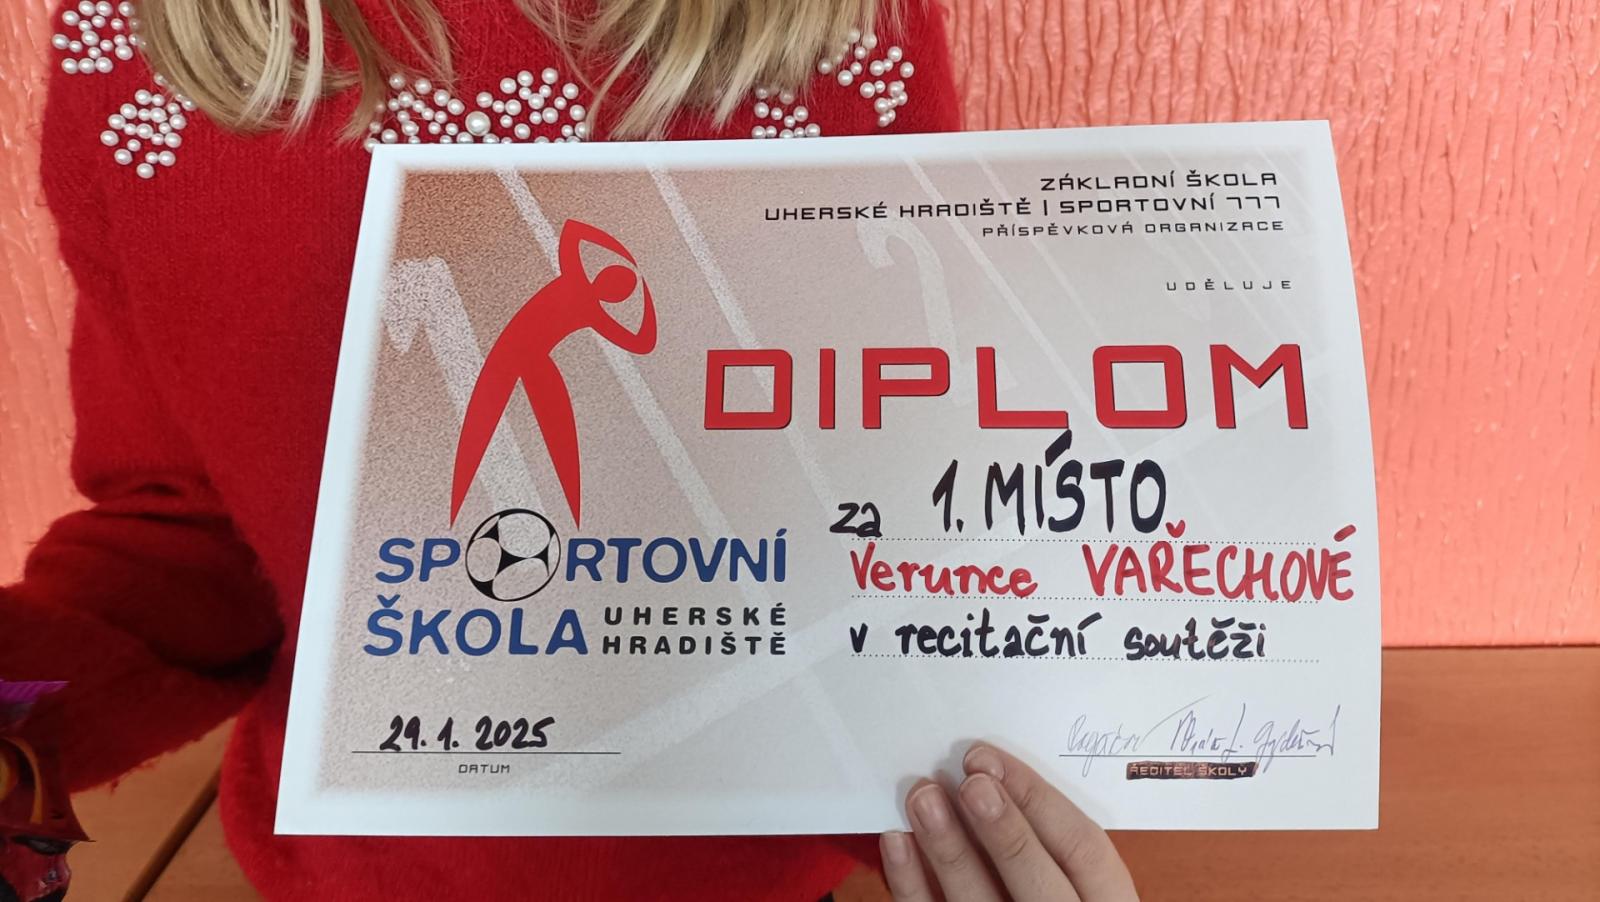 ZÁKLADNÍ ŠKOLA
UHERSKÉ HRADIŠTĚ | SPORTOVNÍ 777
PŘÍSPĚVKOVÁ ORGANIZACE
UDĚLUJE
DIPLOM
za 1. MÍSTO
Verunce VAŘECHOVÉ
v recitační soutěži
SPORTOVNÍ
ŠKOLA UHERSKÉ
HRADIŠTĚ
29. 1. 2025
DATUM
ŘEDITEL ŠKOLY